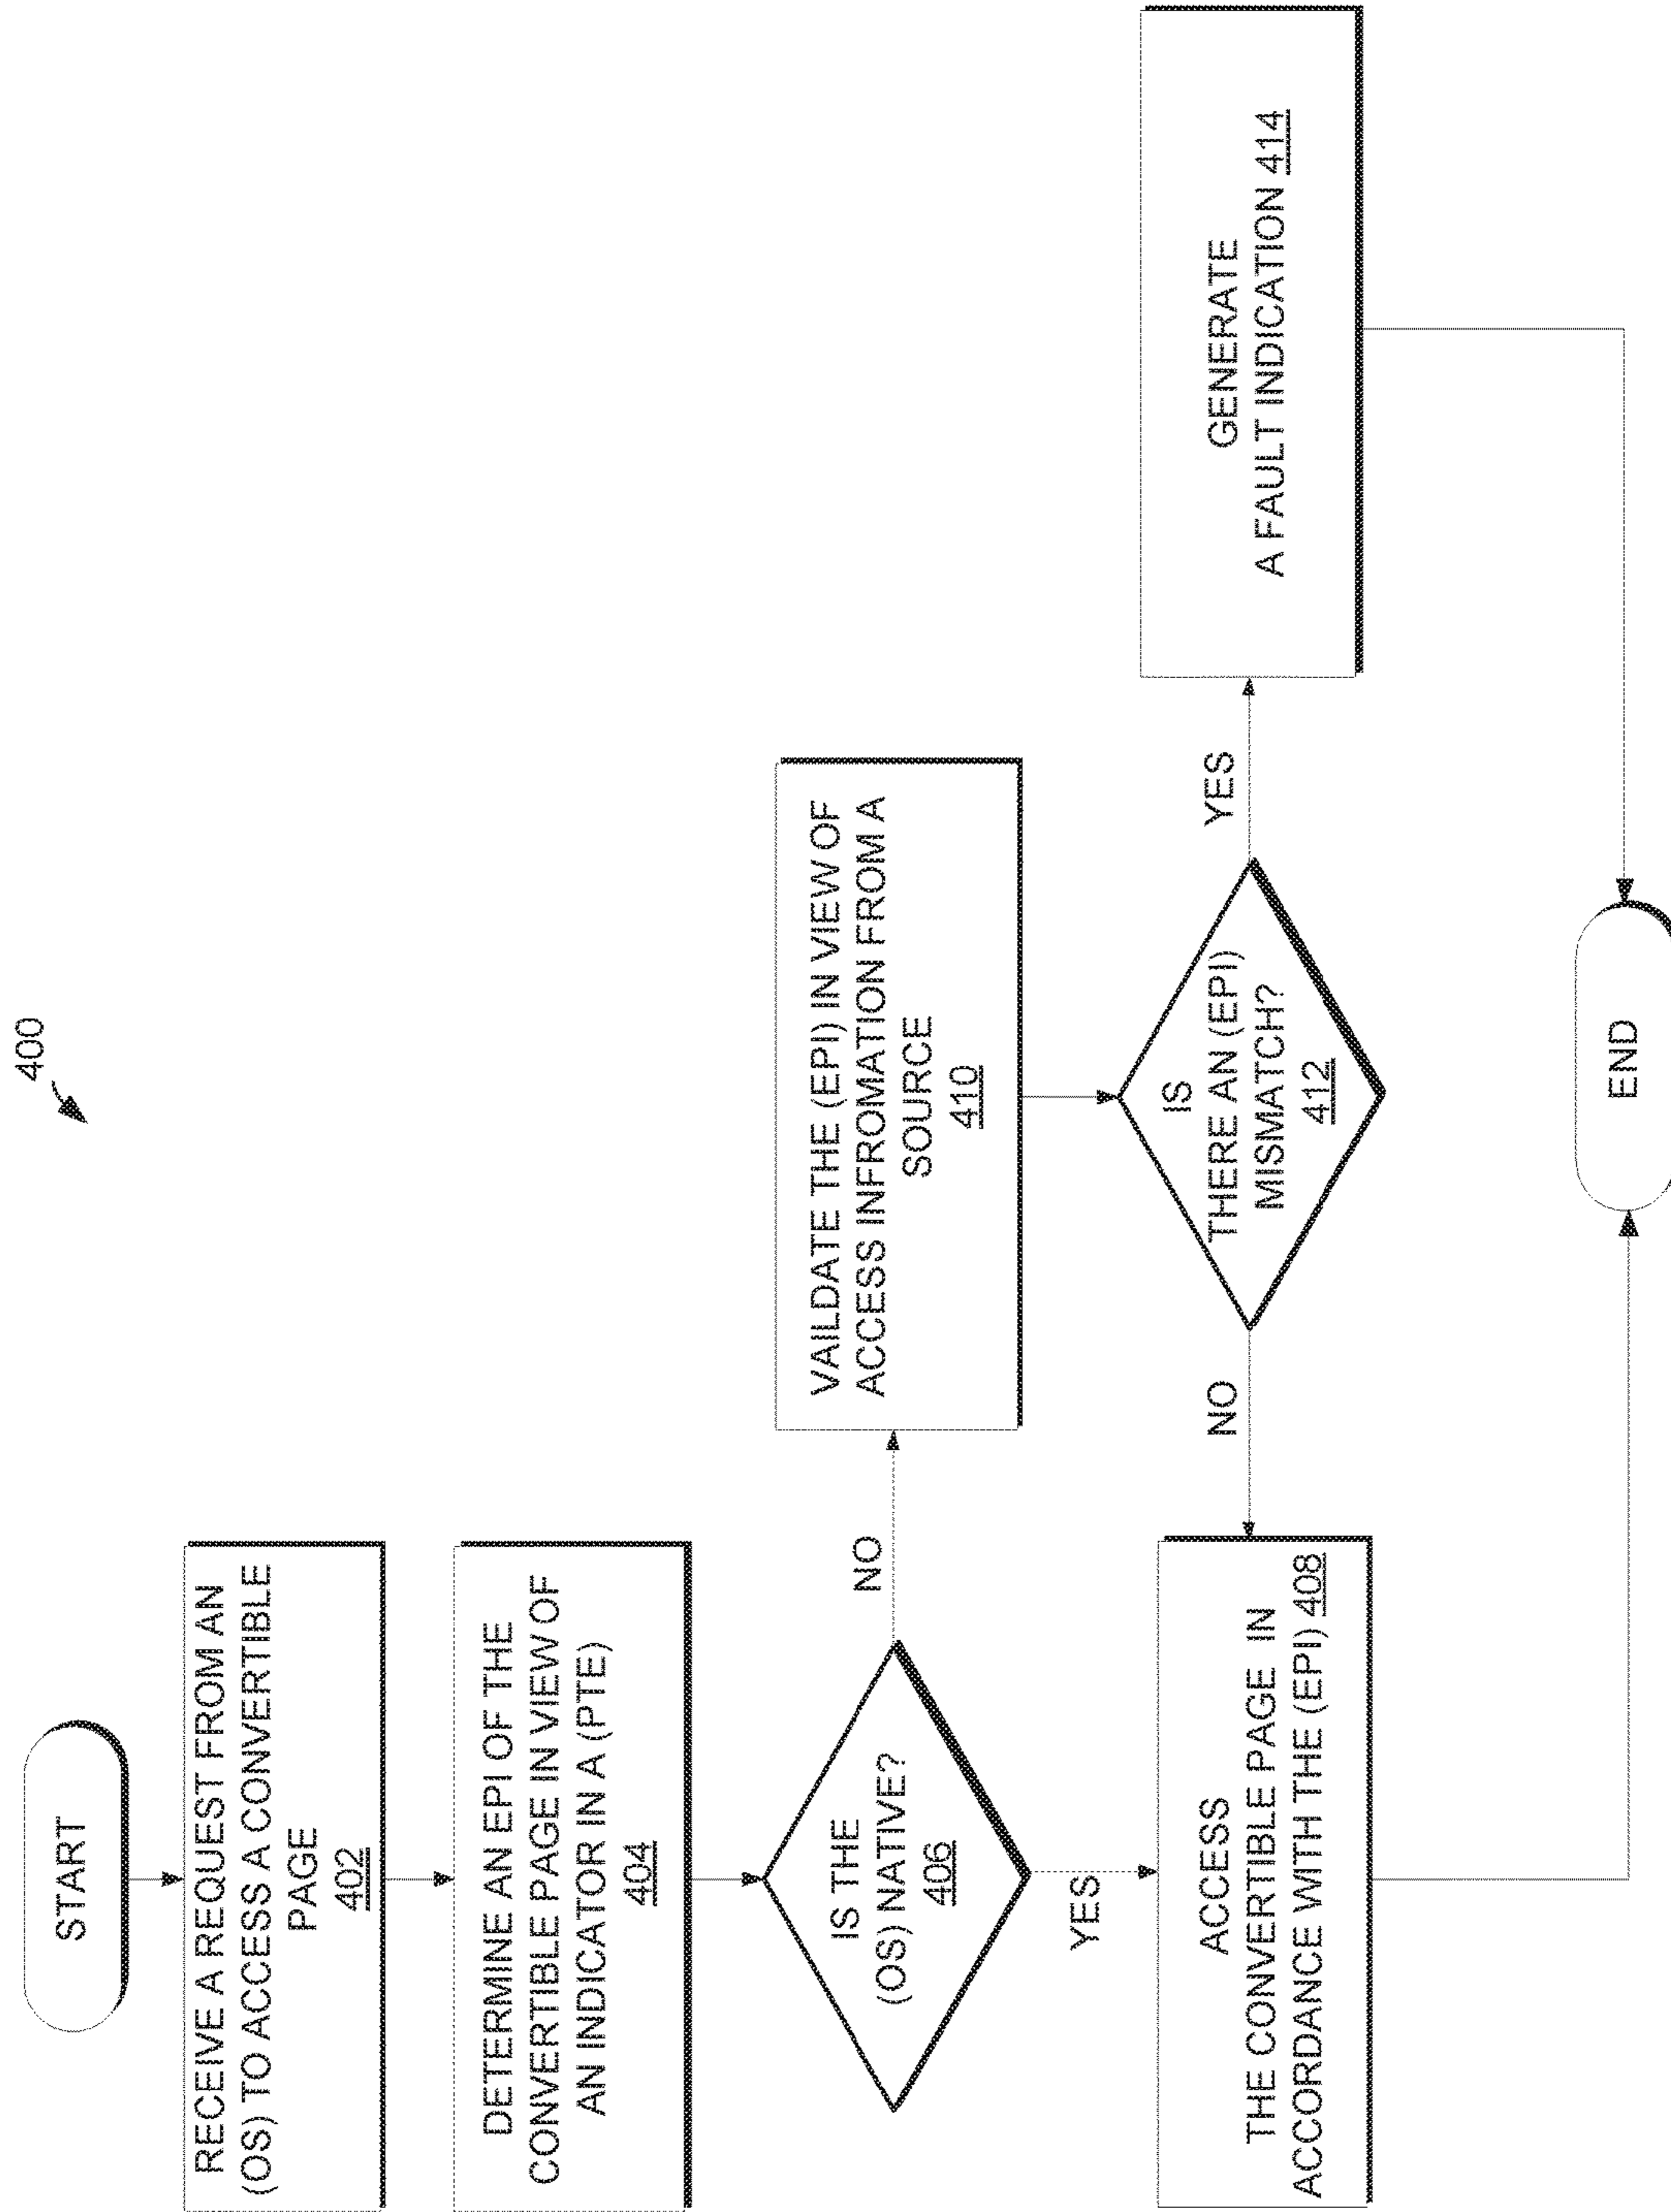 400
START
RECEIVE A REQUEST FROM AN
(OS) TO ACCESS A CONVERTIBLE
PAGE
402
DETERMINE AN EPI OF THE
CONVERTIBLE PAGE IN VIEW OF
AN INDICATOR IN A (PTE)
404
IS THE
(OS) NATIVE?
406
NO
YES
VAILDATE THE (EPI) IN VIEW OF
ACCESS INFROMATION FROM A
SOURCE
410
IS
THERE AN (EPI)
MISMATCH?
412
NO
YES
ACCESS
THE CONVERTIBLE PAGE IN
ACCORDANCE WITH THE (EPI) 408
GENERATE
A FAULT INDICATION 414
END